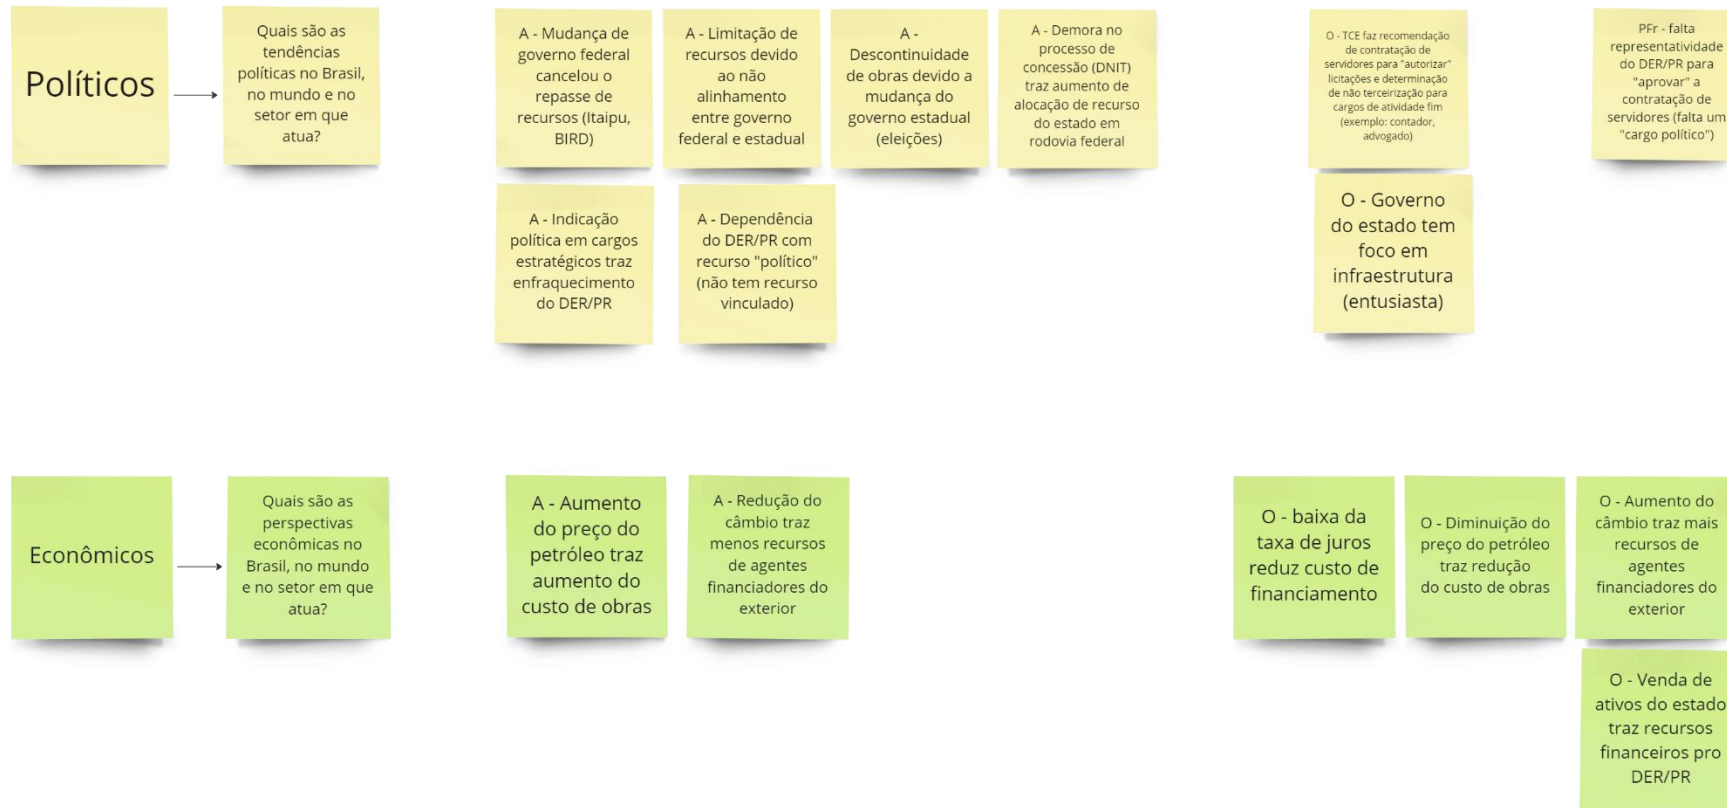 Políticos
Quais são as
tendências
políticas no Brasil,
no mundo e no
setor em que
atua?
A - Mudança de
governo federal
cancelou o
repasse de
recursos (Itaipu,
BIRD)
A - Limitação de
recursos devido
ao não
alinhamento
entre governo
federal e estadual
A -
Descontinuidade
de obras devido a
mudança do
governo estadual
(eleições)
A - Demora no
processo de
concessão (DNIT)
traz aumento de
alocação de recurso
do estado em
rodovia federal
O - TCE faz recomendação
de contratação de
servidores para "autorizar"
licitações e determinação
de não terceirização para
cargos de atividade fim
(exemplo: contador,
advogado)
PFr - falta
representatividade
do DER/PR para
"aprovar" a
contratação de
servidores (falta um
"cargo político")
A - Indicação
política em cargos
estratégicos traz
enfraquecimento
do DER/PR
A - Dependência
do DER/PR com
recurso "político"
(não tem recurso
vinculado)
O - Governo
do estado tem
foco em
infraestrutura
(entusiasta)
Econômicos
Quais são as
perspectivas
econômicas no
Brasil, no mundo
e no setor em que
atua?
A - Aumento
do preço do
petróleo traz
aumento do
custo de obras
A - Redução do
câmbio traz
menos recursos
de agentes
financiadores do
exterior
O - baixa da
taxa de juros
reduz custo de
financiamento
O - Diminuição do
preço do petróleo
traz redução
do custo de obras
O - Aumento do
câmbio traz mais
recursos de
agentes
financiadores do
exterior
O - Venda de
ativos do estado
traz recursos
financeiros pro
DER/PR